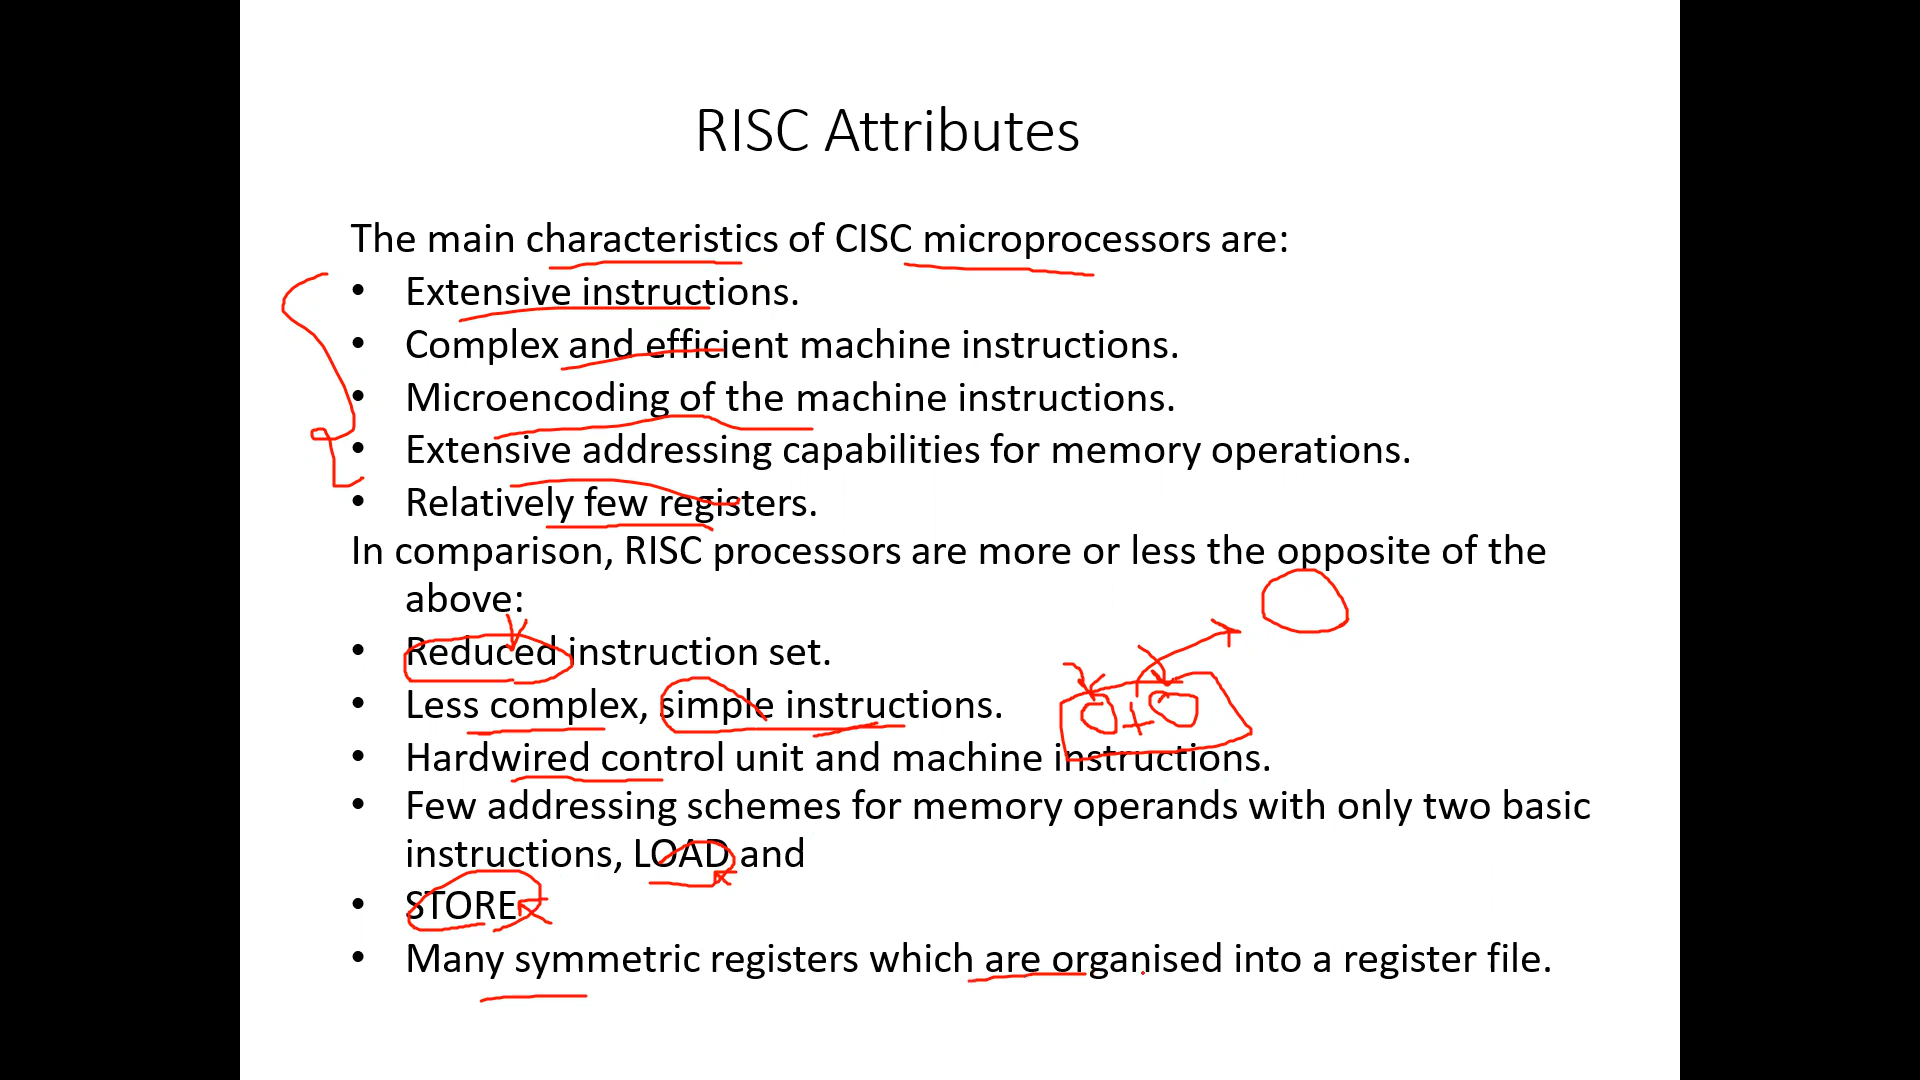 RISC Attributes
The main characteristics of CISC microprocessors are:
• Extensive instructions.
• Complex and efficient machine instructions.
• Microencoding of the machine instructions.
• Extensive addressing capabilities for memory operations.
• Relatively few registers.
In comparison, RISC processors are more or less the opposite of the
above:
• Reduced instruction set.
• Less complex, simple instructions.
+
• Hardwired control unit and machine instructions.
• Few addressing schemes for memory operands with only two basic
instructions, LOAD and
• STORE
• Many symmetric registers which are organised into a register file.